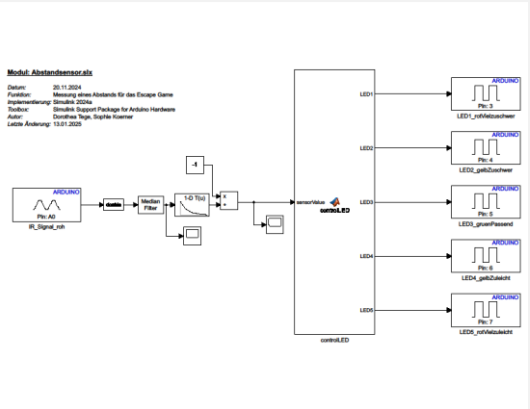 Modul: Abstandsensor.slx
Datum: 20.11.2024
Funktion: Messung eines Abstands für das Escape Game
Implementierung: Simulink 2024a
Toolbox: Simulink Support Package for Arduino Hardware
Autor: Dorothea Tege, Sophie Koerner
Letzte Änderung: 13.01.2025
ARDUINO
Pin: A0
IR_Signal_roh
double
Median
Filter
1-D T(u)
-1
x
sensorValue
controlLED
controlLED
LED1
LED2
LED3
LED4
LED5
ARDUINO
Pin: 3
LED1_rotVielzuschwer
ARDUINO
Pin: 4
LED2_gelbZuschwer
ARDUINO
Pin: 5
LED3_gruenPassend
ARDUINO
Pin: 6
LED4_gelbZuleicht
ARDUINO
Pin: 7
LED5_rotVielzuleicht